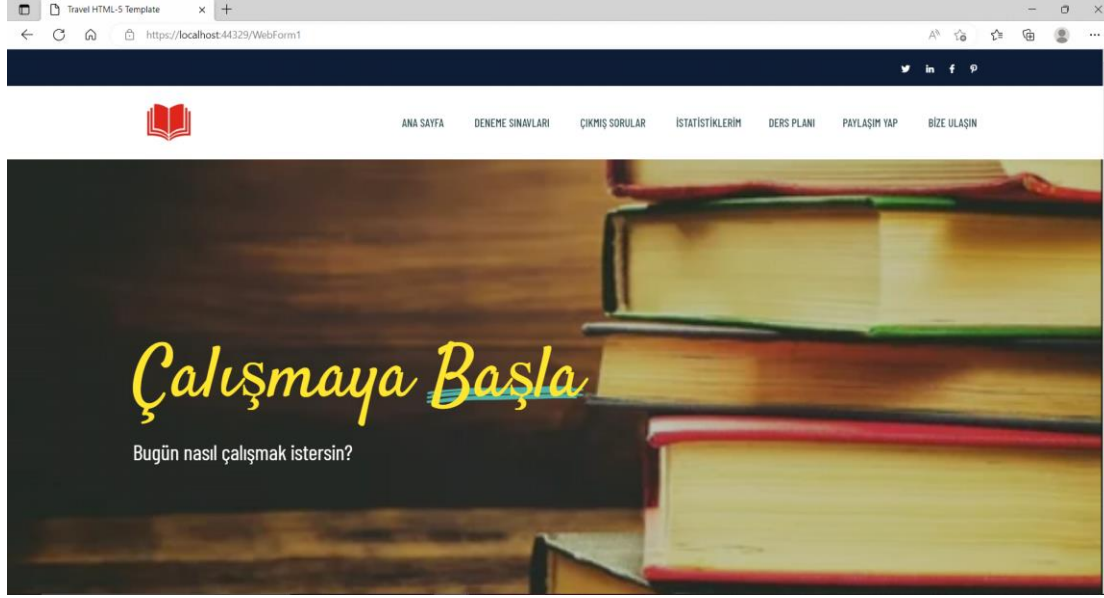 Travel HTML-5 Template
https://localhost:44329/WebForm1
in f
ANA SAYFA DENEME SINAVLARI ÇIKMIŞ SORULAR İSTATİSTİKLERİM DERS PLANI PAYLAŞIM YAP BİZE ULAŞIN
Çalışmaya Başla
Bugün nasıl çalışmak istersin?